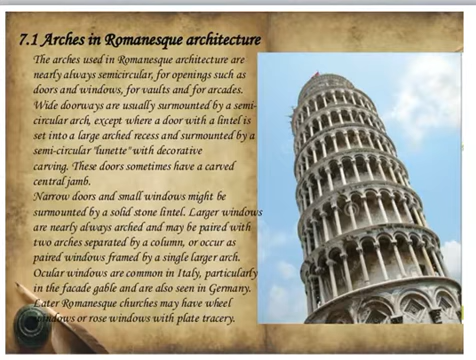 7.1 Arches in Romanesque architecture
The arches used in Romanesque architecture are
nearly always semicircular, for openings such as
doors and windows, for vaults and for arcades.
Wide doorways are usually surmounted by a semi-
circular arch, except where a door with a lintel is
set into a large arched recess and surmounted by a
semi-circular "lunette" with decorative
carving. These doors sometimes have a carved
central jamb.
Narrow doors and small windows might be
surmounted by a solid stone lintel. Larger windows
are nearly always arched and may be paired with
two arches separated by a column, or occur as
paired windows framed by a single larger arch.
Ocular windows are common in Italy, particularly
in the facade gable and are also seen in Germany.
Later Romanesque churches may have wheel
windows or rose windows with plate tracery.